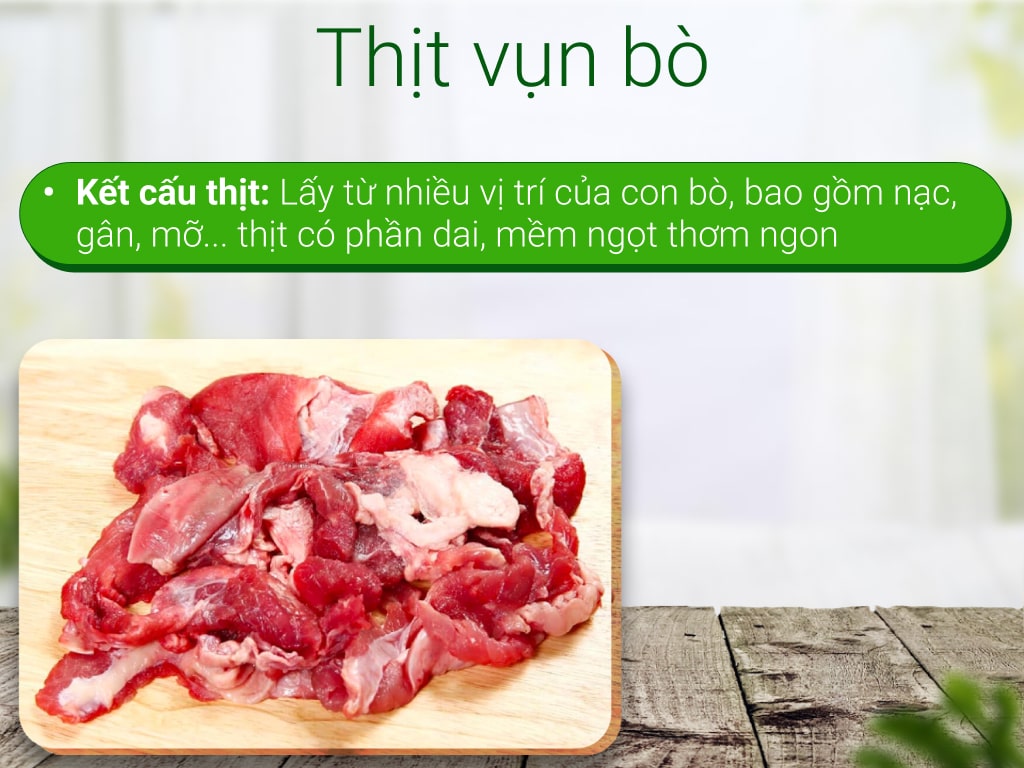 Thịt vụn bò
• Kết cấu thịt: Lấy từ nhiều vị trí của con bò, bao gồm nạc,
gân, mỡ... thịt có phần dai, mềm ngọt thơm ngon